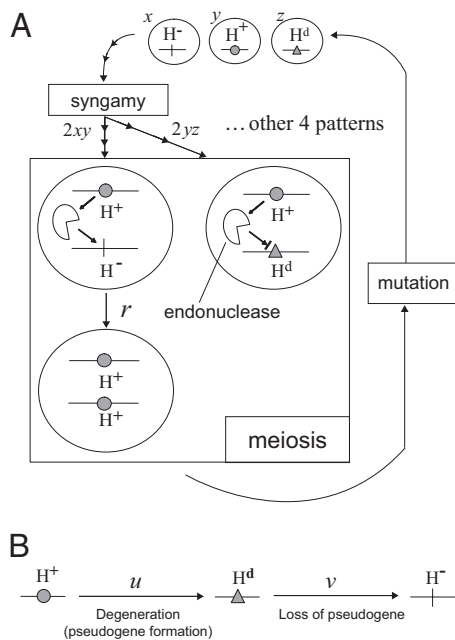 A
x y z
H- H+ Hd
syngamy
2xy 2yz ...other 4 patterns
H+ H+
H- Hd
endonuclease
r
mutation
H+
H+
meiosis
B
H+ u Hd v H-
Degeneration Loss of pseudogene
(pseudogene formation)